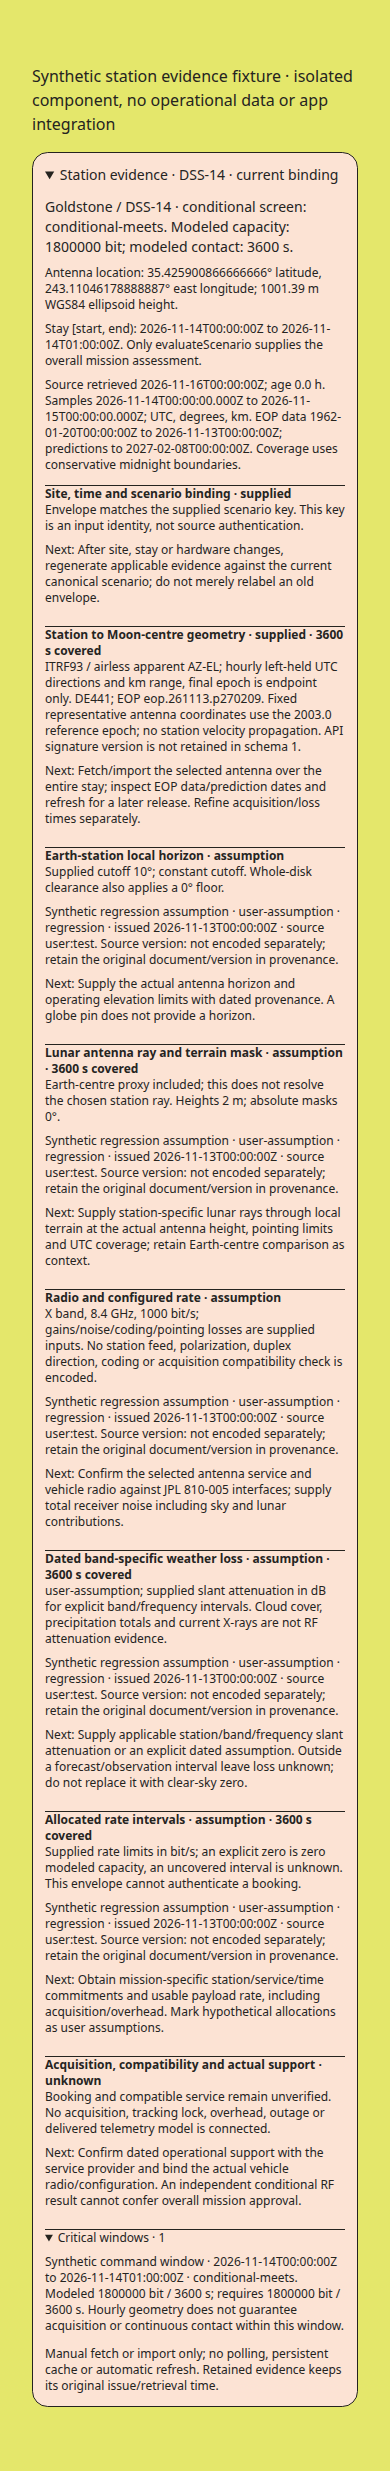 Synthetic station evidence fixture · isolated
component, no operational data or app
integration
▼ Station evidence · DSS-14 · current binding
Goldstone / DSS-14 · conditional screen:
conditional-meets. Modeled capacity:
1800000 bit; modeled contact: 3600 s.
Antenna location: 35.425900866666666° latitude,
243.11046178888887° east longitude; 1001.39 m
WGS84 ellipsoid height.
Stay [start, end): 2026-11-14T00:00:00Z to 2026-11-
14T01:00:00Z. Only evaluateScenario supplies the
overall mission assessment.
Source retrieved 2026-11-16T00:00:00Z; age 0.0 h.
Samples 2026-11-14T00:00:00.000Z to 2026-11-
15T00:00:00.000Z; UTC, degrees, km. EOP data 1962-
01-20T00:00:00Z to 2026-11-13T00:00:00Z;
predictions to 2027-02-08T00:00:00Z. Coverage uses
conservative midnight boundaries.
Site, time and scenario binding · supplied
Envelope matches the supplied scenario key. This key
is an input identity, not source authentication.
Next: After site, stay or hardware changes,
regenerate applicable evidence against the current
canonical scenario; do not merely relabel an old
envelope.
Station to Moon-centre geometry · supplied · 3600
s covered
ITRF93 / airless apparent AZ-EL; hourly left-held UTC
directions and km range, final epoch is endpoint
only. DE441; EOP eop.261113.p270209. Fixed
representative antenna coordinates use the 2003.0
reference epoch; no station velocity propagation. API
signature version is not retained in schema 1.
Next: Fetch/import the selected antenna over the
entire stay; inspect EOP data/prediction dates and
refresh for a later release. Refine acquisition/loss
times separately.
Earth-station local horizon · assumption
Supplied cutoff 10°; constant cutoff. Whole-disk
clearance also applies a 0° floor.
Synthetic regression assumption · user-assumption ·
regression · issued 2026-11-13T00:00:00Z · source
user:test. Source version: not encoded separately;
retain the original document/version in provenance.
Next: Supply the actual antenna horizon and
operating elevation limits with dated provenance. A
globe pin does not provide a horizon.
Lunar antenna ray and terrain mask · assumption
· 3600 s covered
Earth-centre proxy included; this does not resolve
the chosen station ray. Heights 2 m; absolute masks
0°.
Synthetic regression assumption · user-assumption ·
regression · issued 2026-11-13T00:00:00Z · source
user:test. Source version: not encoded separately;
retain the original document/version in provenance.
Next: Supply station-specific lunar rays through local
terrain at the actual antenna height, pointing limits
and UTC coverage; retain Earth-centre comparison as
context.
Radio and configured rate · assumption
X band, 8.4 GHz, 1000 bit/s;
gains/noise/coding/pointing losses are supplied
inputs. No station feed, polarization, duplex
direction, coding or acquisition compatibility check is
encoded.
Synthetic regression assumption · user-assumption ·
regression · issued 2026-11-13T00:00:00Z · source
user:test. Source version: not encoded separately;
retain the original document/version in provenance.
Next: Confirm the selected antenna service and
vehicle radio against JPL 810-005 interfaces; supply
total receiver noise including sky and lunar
contributions.
Dated band-specific weather loss · assumption ·
3600 s covered
user-assumption; supplied slant attenuation in dB
for explicit band/frequency intervals. Cloud cover,
precipitation totals and current X-rays are not RF
attenuation evidence.
Synthetic regression assumption · user-assumption ·
regression · issued 2026-11-13T00:00:00Z · source
user:test. Source version: not encoded separately;
retain the original document/version in provenance.
Next: Supply applicable station/band/frequency slant
attenuation or an explicit dated assumption. Outside
a forecast/observation interval leave loss unknown;
do not replace it with clear-sky zero.
Allocated rate intervals · assumption · 3600 s
covered
Supplied rate limits in bit/s; an explicit zero is zero
modeled capacity, an uncovered interval is unknown.
This envelope cannot authenticate a booking.
Synthetic regression assumption · user-assumption ·
regression · issued 2026-11-13T00:00:00Z · source
user:test. Source version: not encoded separately;
retain the original document/version in provenance.
Next: Obtain mission-specific station/service/time
commitments and usable payload rate, including
acquisition/overhead. Mark hypothetical allocations
as user assumptions.
Acquisition, compatibility and actual support ·
unknown
Booking and compatible service remain unverified.
No acquisition, tracking lock, overhead, outage or
delivered telemetry model is connected.
Next: Confirm dated operational support with the
service provider and bind the actual vehicle
radio/configuration. An independent conditional RF
result cannot confer overall mission approval.
▼ Critical windows · 1
Synthetic command window · 2026-11-14T00:00:00Z
to 2026-11-14T01:00:00Z · conditional-meets.
Modeled 1800000 bit / 3600 s; requires 1800000 bit /
3600 s. Hourly geometry does not guarantee
acquisition or continuous contact within this window.
Manual fetch or import only; no polling, persistent
cache or automatic refresh. Retained evidence keeps
its original issue/retrieval time.